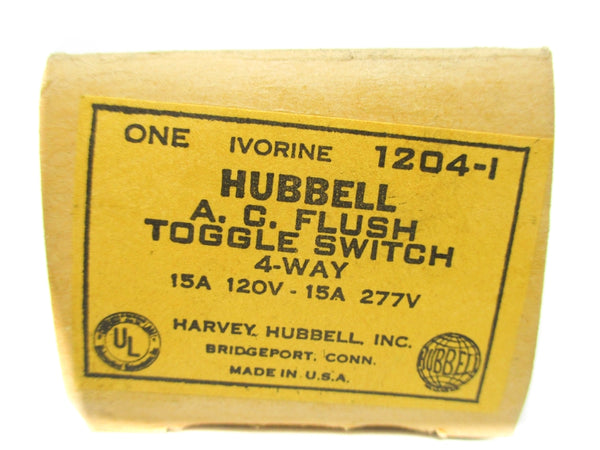 ONE IVORINE 1204-I
HUBBELL
A. C. FLUSH
TOGGLE SWITCH
4-WAY
15A 120V - 15A 277V
HARVEY HUBBELL, INC.
BRIDGEPORT, CONN.
MADE IN U.S.A.
UL
HUBBELL